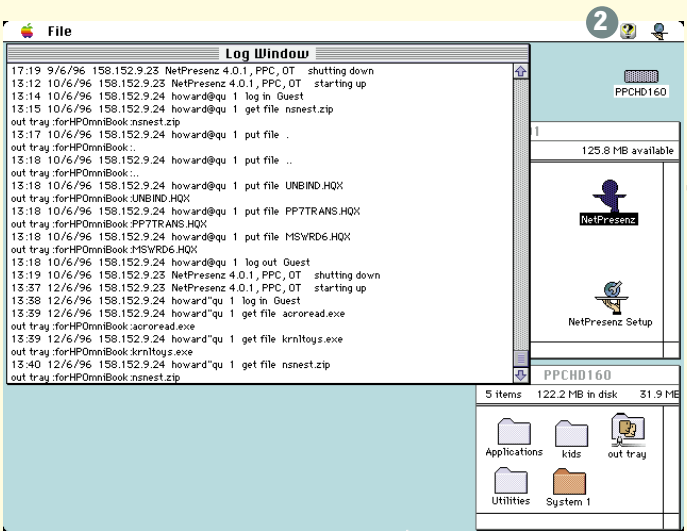 2
File
Log Window
17:19 9/6/96 158.152.9.23 NetPresenz 4.0.1, PPC, OT shutting down
13:12 10/6/96 158.152.9.23 NetPresenz 4.0.1, PPC, OT starting up
13:14 10/6/96 158.152.9.24 howard@qu 1 log in Guest
13:15 10/6/96 158.152.9.24 howard@qu 1 get file nsnest.zip
out tray :forHPOmniBook :nsnest.zip
13:17 10/6/96 158.152.9.24 howard@qu 1 put file .
out tray :forHPOmniBook :.
13:18 10/6/96 158.152.9.24 howard@qu 1 put file ..
out tray :forHPOmniBook :..
13:18 10/6/96 158.152.9.24 howard@qu 1 put file UNBIND.HQX
out tray :forHPOmniBook :UNBIND.HQX
13:18 10/6/96 158.152.9.24 howard@qu 1 put file PP7TRANS.HQX
out tray :forHPOmniBook :PP7TRANS.HQX
13:18 10/6/96 158.152.9.24 howard@qu 1 put file MSWRD6.HQX
out tray :forHPOmniBook :MSWRD6.HQX
13:18 10/6/96 158.152.9.24 howard@qu 1 log out Guest
13:19 10/6/96 158.152.9.23 NetPresenz 4.0.1, PPC, OT shutting down
13:37 12/6/96 158.152.9.23 NetPresenz 4.0.1, PPC, OT starting up
13:38 12/6/96 158.152.9.24 howard"qu 1 log in Guest
13:39 12/6/96 158.152.9.24 howard"qu 1 get file acroread.exe
out tray :forHPOmniBook :acroread.exe
13:39 12/6/96 158.152.9.24 howard"qu 1 get file krnltoys.exe
out tray :forHPOmniBook :krnltoys.exe
13:40 12/6/96 158.152.9.24 howard"qu 1 get file nsnest.zip
out tray :forHPOmniBook :nsnest.zip
PPCHD160
1
125.8 MB available
NetPresenz
NetPresenz Setup
PPCHD160
5 items 122.2 MB in disk 31.9 ME
Applications
kids
out tray
Utilities
System 1